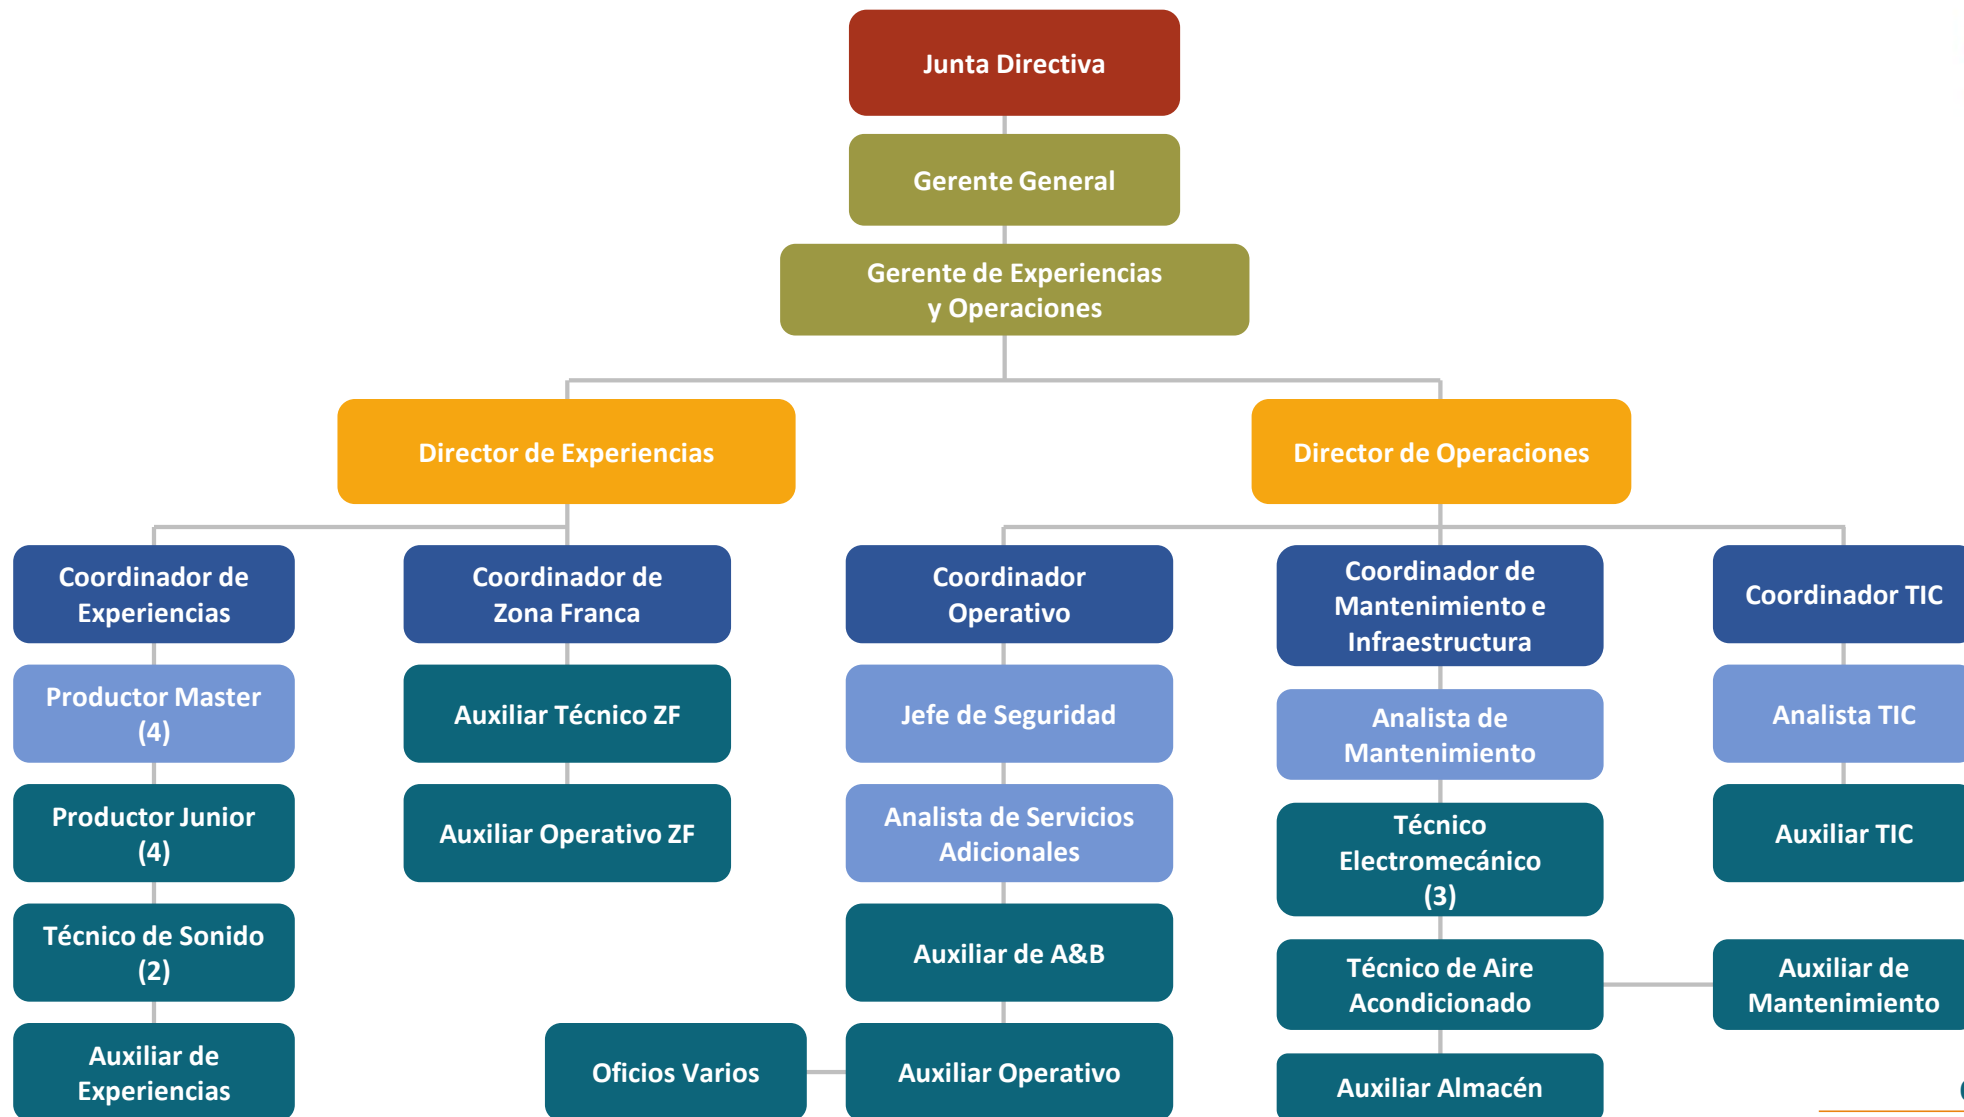 Junta Directiva
Gerente General
Gerente de Experiencias
y Operaciones
Director de Experiencias
Director de Operaciones
Coordinador de
Experiencias
Coordinador de
Zona Franca
Coordinador
Operativo
Coordinador de
Mantenimiento e
Infraestructura
Coordinador TIC
Productor Master
(4)
Auxiliar Técnico ZF
Jefe de Seguridad
Analista de
Mantenimiento
Analista TIC
Productor Junior
(4)
Auxiliar Operativo ZF
Analista de Servicios
Adicionales
Técnico
Electromecánico
(3)
Auxiliar TIC
Técnico de Sonido
(2)
Auxiliar de A&B
Técnico de Aire
Acondicionado
Auxiliar de
Mantenimiento
Auxiliar de
Experiencias
Oficios Varios
Auxiliar Operativo
Auxiliar Almacén